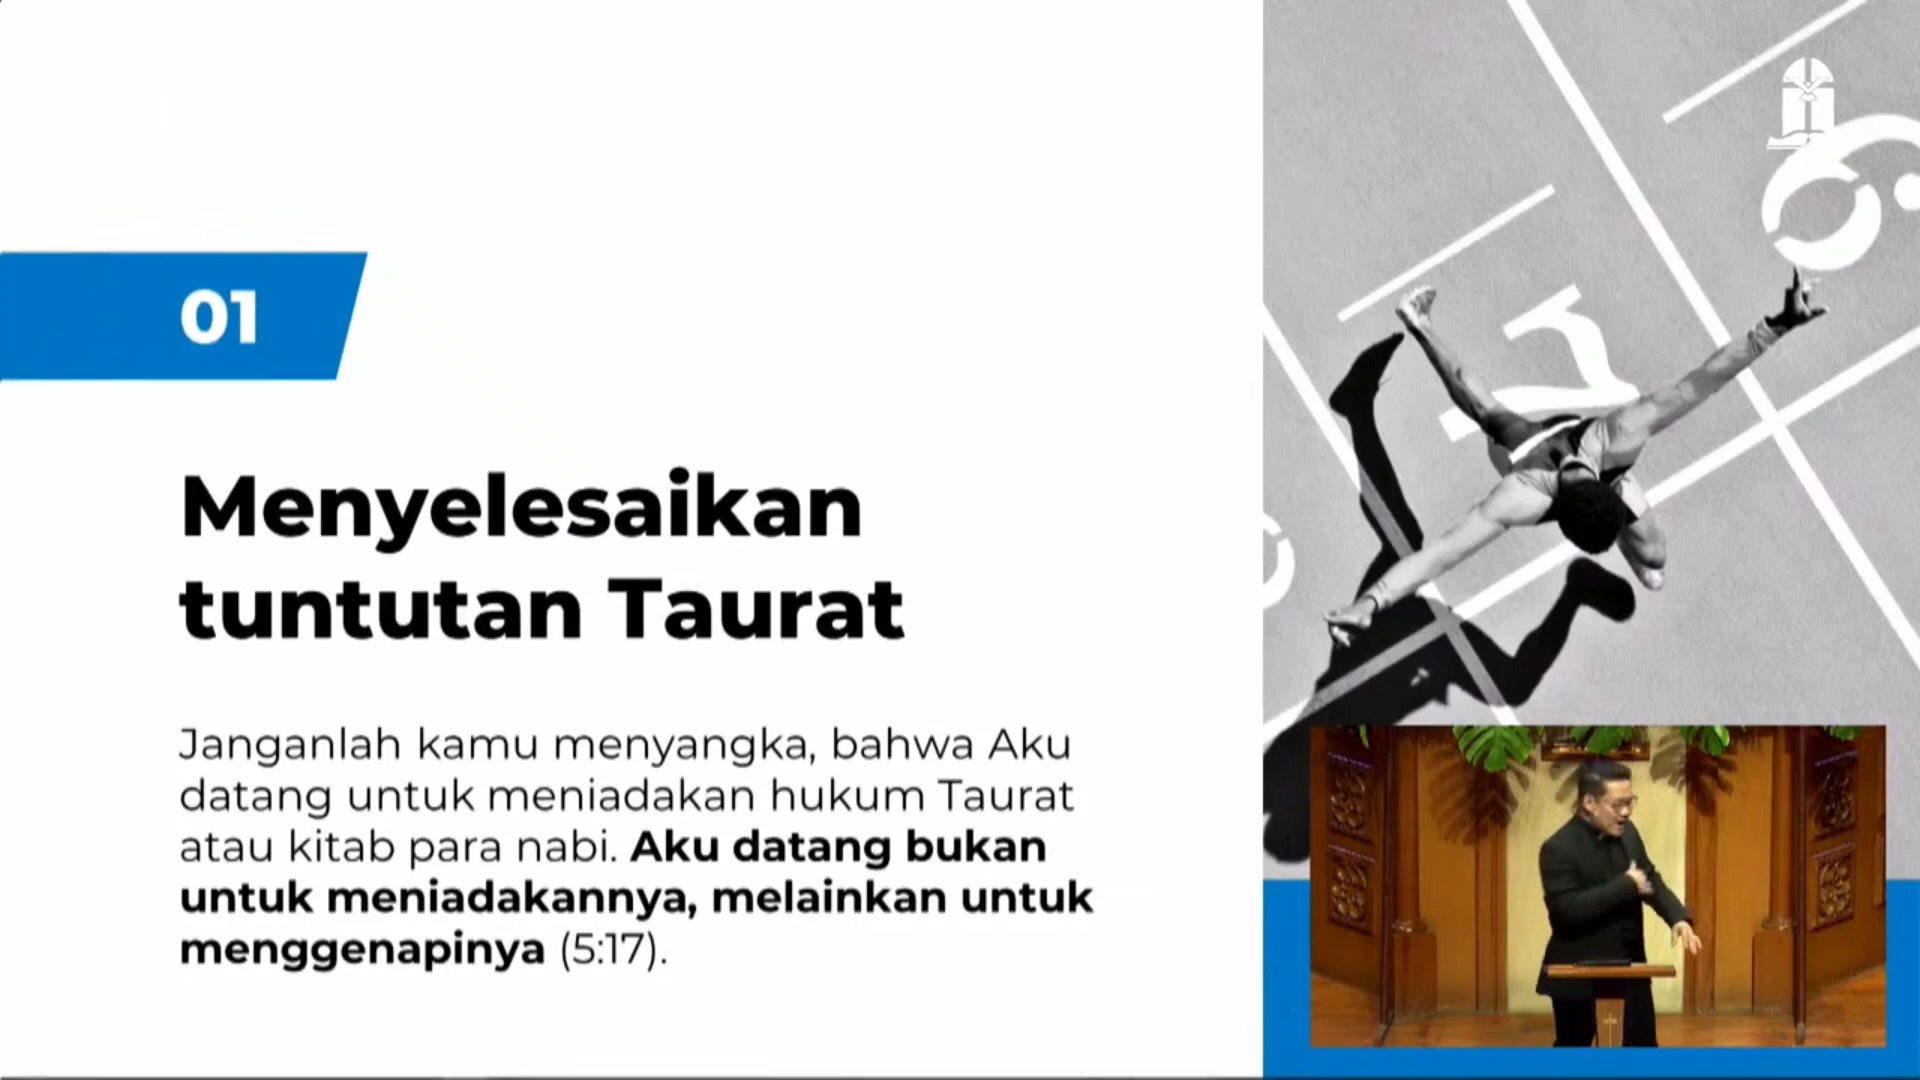 01
Menyelesaikan
tuntutan Taurat
Janganlah kamu menyangka, bahwa Aku
datang untuk meniadakan hukum Taurat
atau kitab para nabi. Aku datang bukan
untuk meniadakannya, melainkan untuk
menggenapinya (5:17).